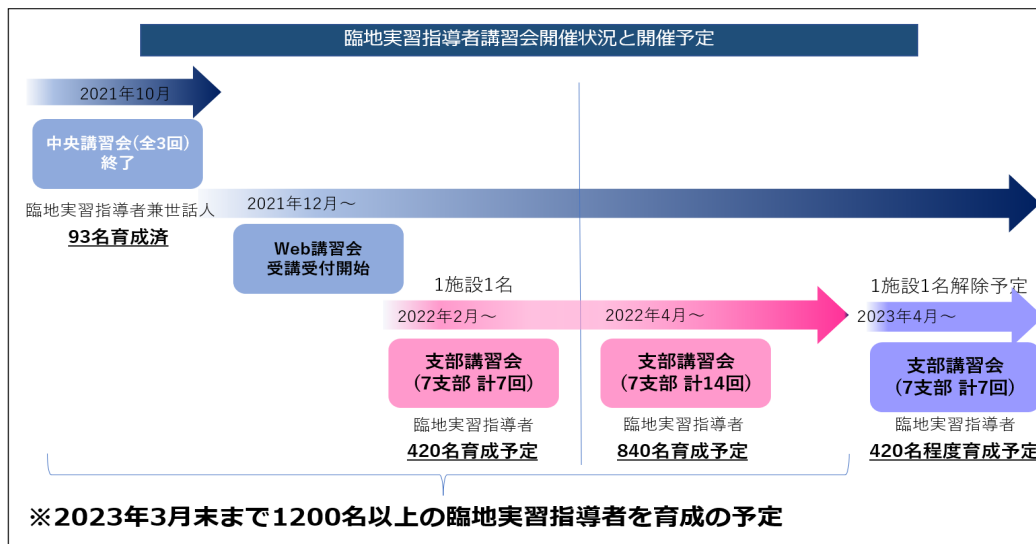 臨地実習指導者講習会開催状況と開催予定
2021年10月
中央講習会(全3回)
終了
臨地実習指導者兼世話人
93名育成済
2021年12月～
Web講習会
受講受付開始
1施設1名
2022年2月～
支部講習会
(7支部 計7回)
臨地実習指導者
420名育成予定
2022年4月～
支部講習会
(7支部 計14回)
臨地実習指導者
840名育成予定
1施設1名解除予定
2023年4月～
支部講習会
(7支部 計7回)
臨地実習指導者
420名程度育成予定
※2023年3月末まで1200名以上の臨地実習指導者を育成の予定